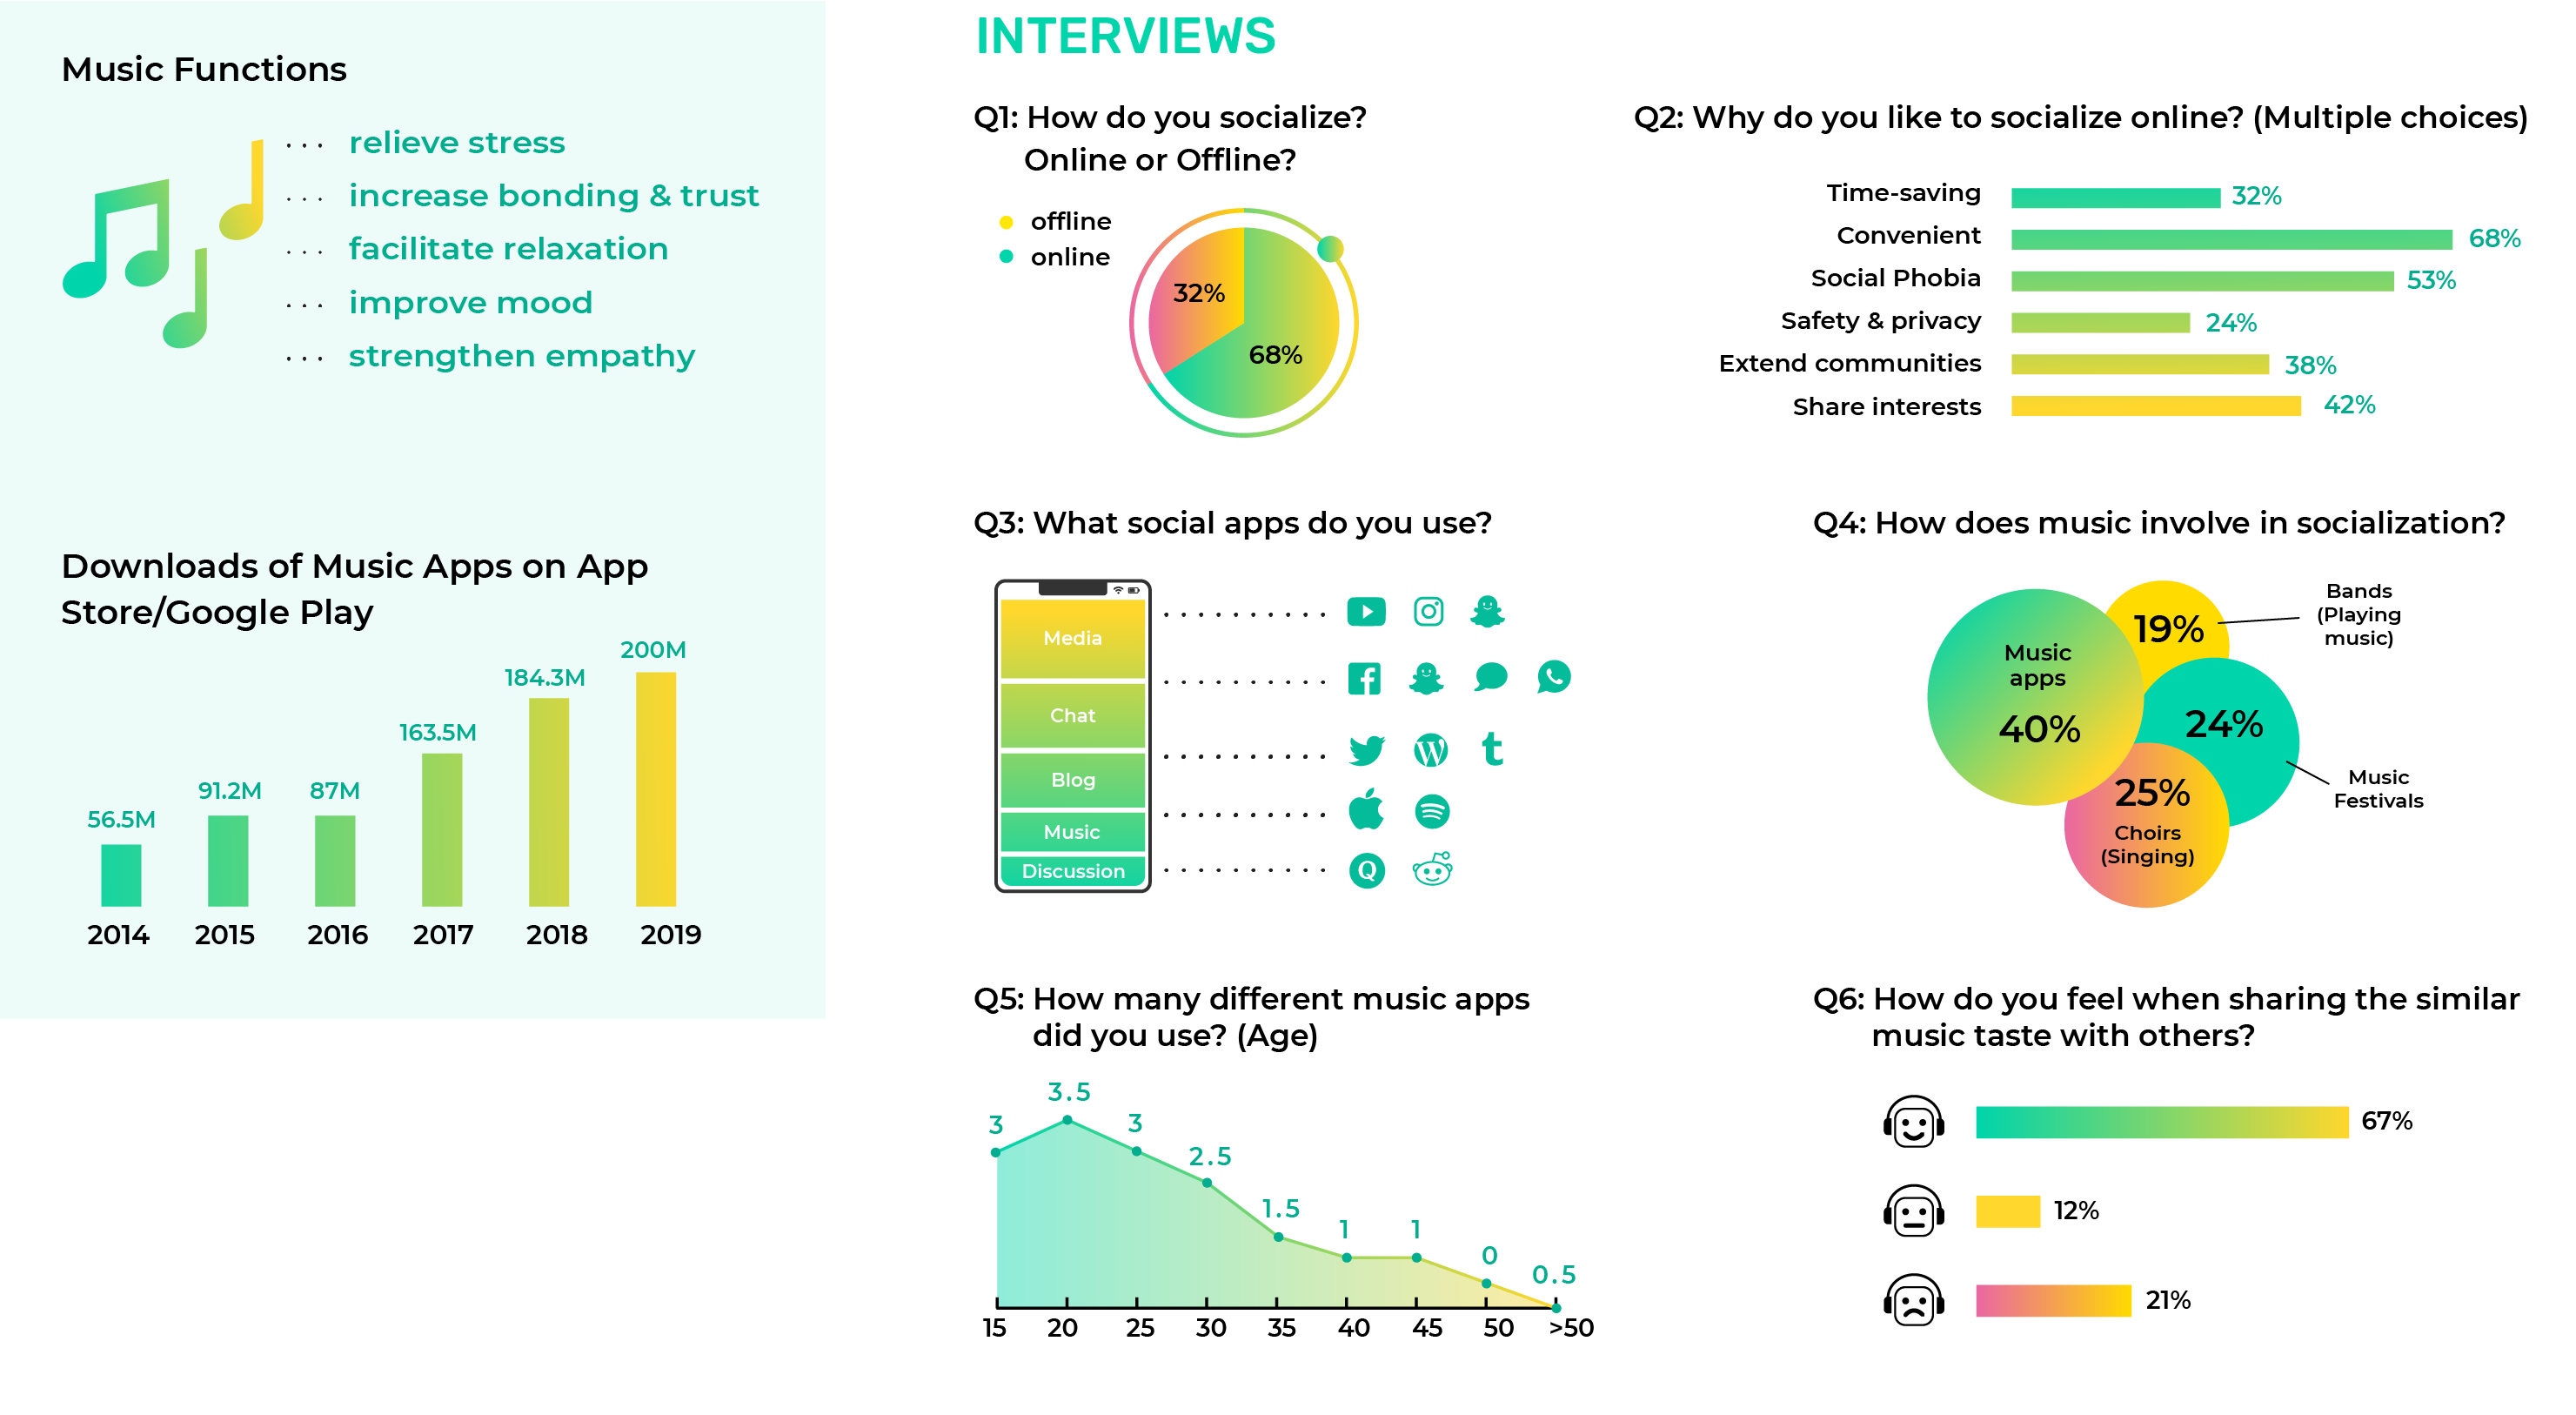 Music Functions
... relieve stress
... increase bonding & trust
... facilitate relaxation
... improve mood
... strengthen empathy
Downloads of Music Apps on App
Store/Google Play
56.5M
91.2M
87M
163.5M
184.3M
200M
2014 2015 2016 2017 2018 2019
INTERVIEWS
Q1: How do you socialize?
Online or Offline?
offline
online
32%
68%
Q2: Why do you like to socialize online? (Multiple choices)
Time-saving 32%
Convenient 68%
Social Phobia 53%
Safety & privacy 24%
Extend communities 38%
Share interests 42%
Q3: What social apps do you use?
Media
Chat
Blog
Music
Discussion
Q4: How does music involve in socialization?
Music
apps
40%
19%
Bands
(Playing
music)
24%
Music
Festivals
25%
Choirs
(Singing)
Q5: How many different music apps
did you use? (Age)
3
3.5
3
2.5
1.5
1
1
0
0.5
15 20 25 30 35 40 45 50 >50
Q6: How do you feel when sharing the similar
music taste with others?
67%
12%
21%